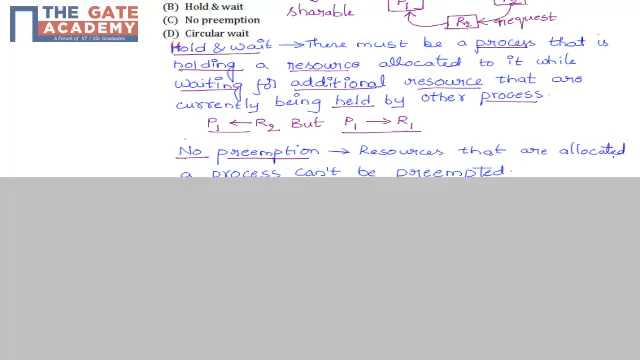 THE GATE
ACADEMY
A Forum of IIT / IISC Graduates
(B) Hold & wait
sharable
P1
R2 request
(C) No preemption
(D) Circular wait
Hold & wait → There must be a process that is
holding a resource allocated to it while
waiting for additional resource that are
currently being held by other process.
P1 ← R2 But P1 → R1
No preemption → Resources that are allocated
a process can't be preempted.